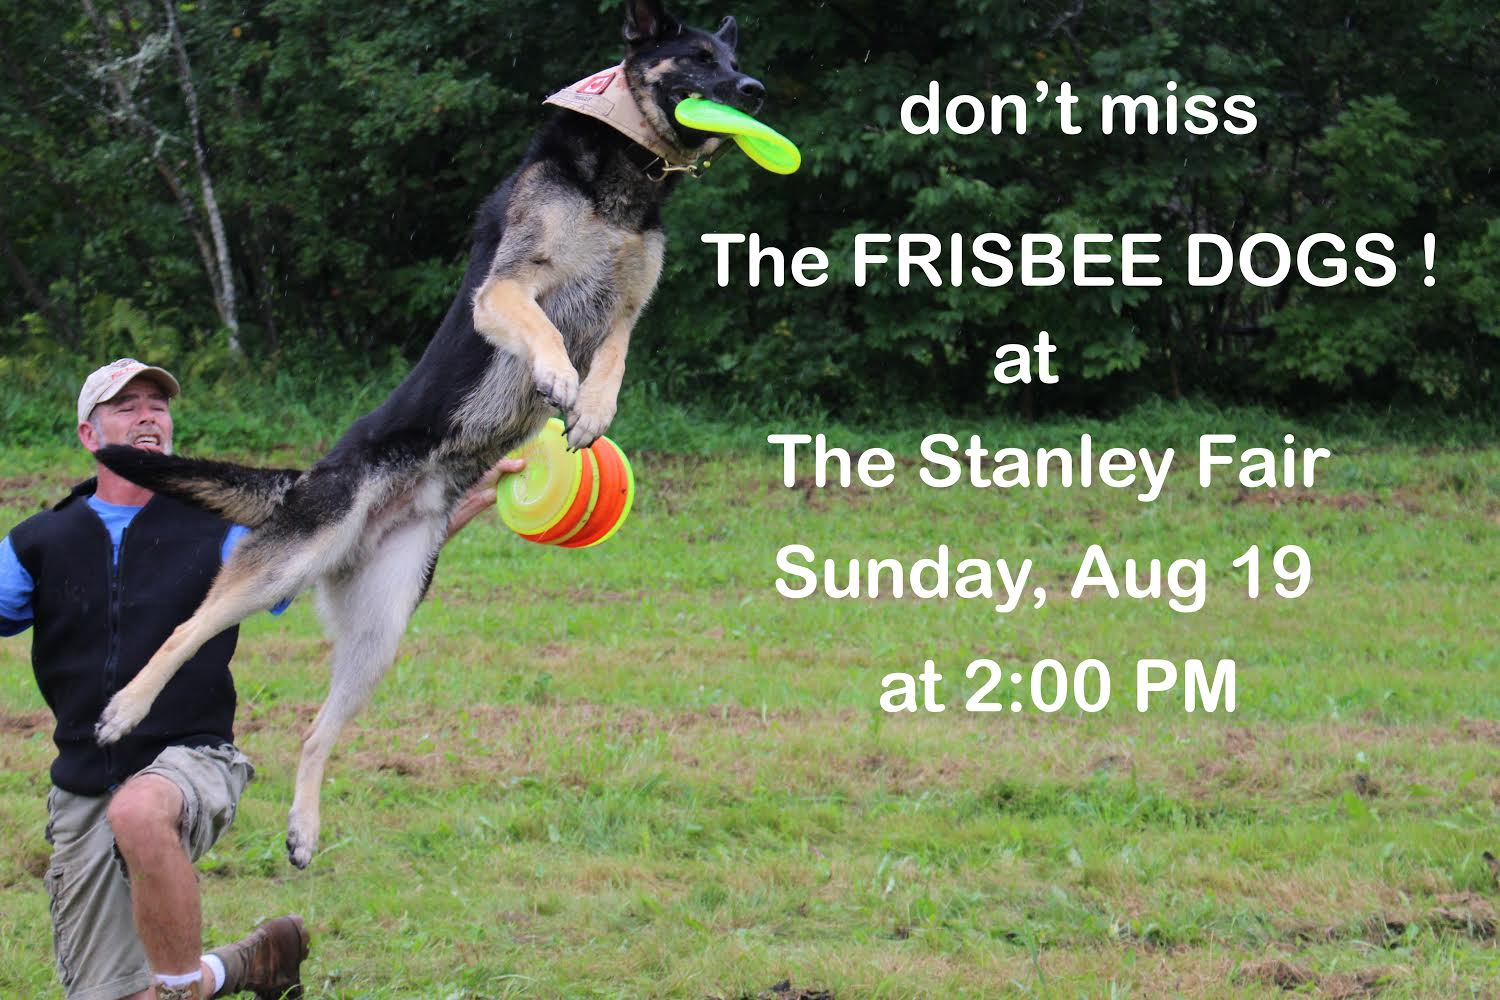 don't miss
The FRISBEE DOGS !
at
The Stanley Fair
Sunday, Aug 19
at 2:00 PM